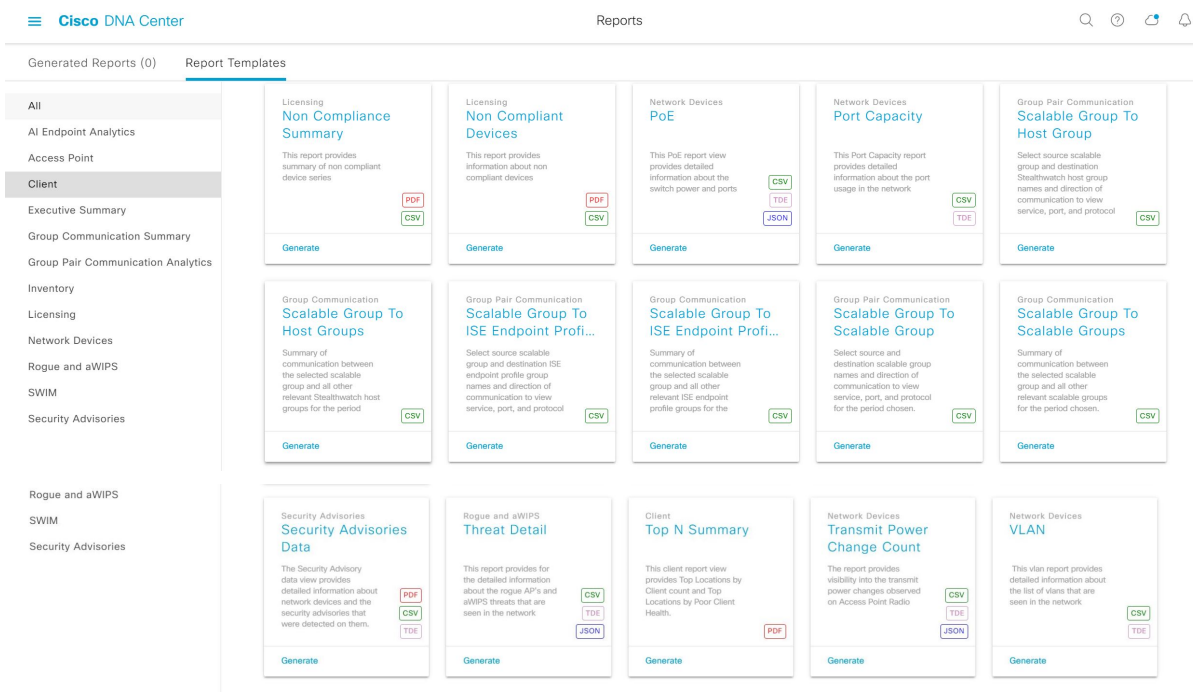 Cisco DNA Center
Reports
Generated Reports (0)
Report Templates
All
AI Endpoint Analytics
Access Point
Client
Executive Summary
Group Communication Summary
Group Pair Communication Analytics
Inventory
Licensing
Network Devices
Rogue and aWIPS
SWIM
Security Advisories
Licensing
Non Compliance
Summary
This report provides
summary of non compliant
device series
PDF
CSV
Generate
Licensing
Non Compliant
Devices
This report provides
information about non
compliant devices
PDF
CSV
Generate
Network Devices
PoE
This PoE report view
provides detailed
information about the
switch power and ports
CSV
TDE
JSON
Generate
Network Devices
Port Capacity
This Port Capacity report
provides detailed
information about the port
usage in the network
CSV
TDE
Generate
Group Pair Communication
Scalable Group To
Host Group
Select source scalable
group and destination
Stealthwatch host group
names and direction of
communication to view
service, port, and protocol
CSV
Generate
Group Communication
Scalable Group To
Host Groups
Summary of
communication between
the selected scalable
group and all other
relevant Stealthwatch host
groups for the period
CSV
Generate
Group Pair Communication
Scalable Group To
ISE Endpoint Profi...
Select source scalable
group and destination ISE
endpoint profile group
names and direction of
communication to view
service, port, and protocol
CSV
Generate
Group Communication
Scalable Group To
ISE Endpoint Profi...
Summary of
communication between
the selected scalable
group and all other
relevant ISE endpoint
profile groups for the
CSV
Generate
Group Pair Communication
Scalable Group To
Scalable Group
Select source and
destination scalable group
names and direction of
communication to view
service, port, and protocol
for the period chosen.
CSV
Generate
Group Communication
Scalable Group To
Scalable Groups
Summary of
communication between
the selected scalable
group and all other
relevant scalable groups
for the period chosen.
CSV
Generate
Rogue and aWIPS
SWIM
Security Advisories
Security Advisories
Security Advisories
Data
The Security Advisory
data view provides
detailed information about
network devices and the
security advisories that
were detected on them.
PDF
CSV
TDE
Generate
Rogue and aWIPS
Threat Detail
This report provides for
the detailed information
about the rogue AP's and
aWIPS threats that are
seen in the network
CSV
TDE
JSON
Generate
Client
Top N Summary
This client report view
provides Top Locations by
Client count and Top
Locations by Poor Client
Health.
PDF
Generate
Network Devices
Transmit Power
Change Count
The report provides
visibility into the transmit
power changes observed
on Access Point Radio
CSV
TDE
JSON
Generate
Network Devices
VLAN
This vlan report provides
detailed information about
the list of vlans that are
seen in the network
CSV
TDE
Generate